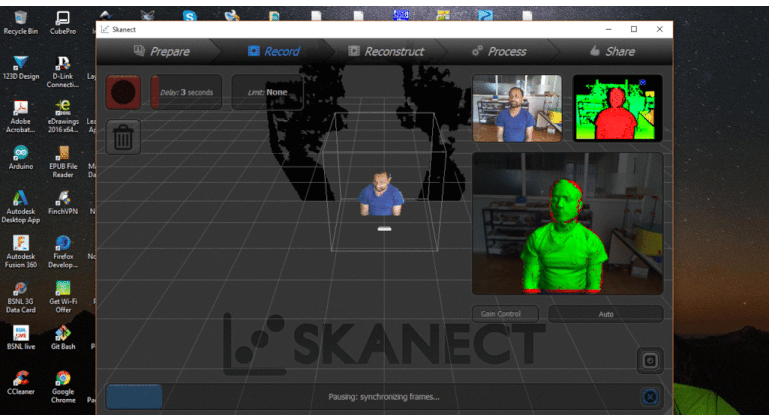 Skanect
Prepare
Record
Reconstruct
Process
Share
Delay: 3 seconds
Limit: None
Gain Control
Auto
SKANECT
Pausing: synchronizing frames...
Recycle Bin
CubePro
123D Design
D-Link
Connecti...
Adobe
Acrobat...
eDrawings
2016 x64...
Arduino
EPUB File
Reader
Autodesk
Desktop App
FinchVPN
Autodesk
Fusion 360
Firefox
Develop...
BSNL 3G
Data Card
Get Wi-Fi
Offer
BSNL live
Git Bash
CCleaner
Google
Chrome